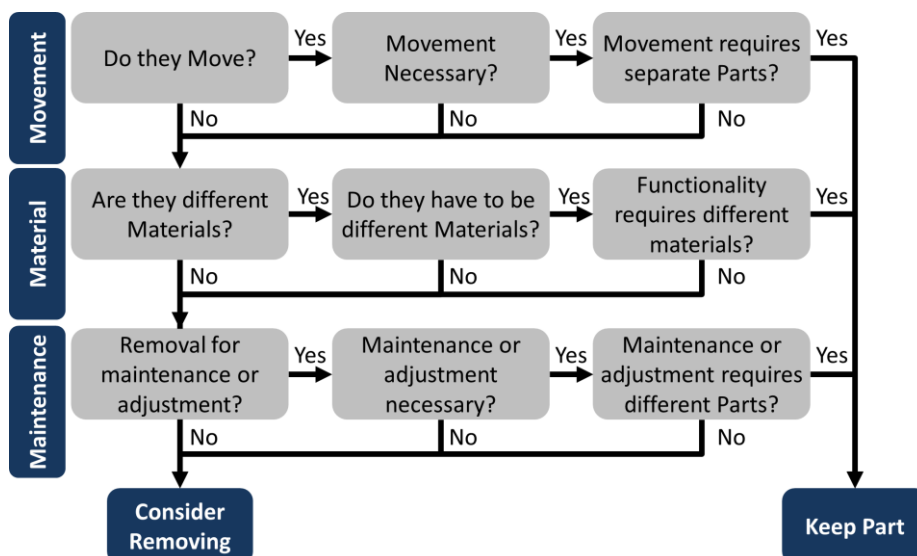 Movement
Do they Move?
Yes
Movement
Necessary?
Yes
Movement requires
separate Parts?
Yes
No
No
No
Material
Are they different
Materials?
Yes
Do they have to be
different Materials?
Yes
Functionality
requires different
materials?
Yes
No
No
No
Maintenance
Removal for
maintenance or
adjustment?
Yes
Maintenance or
adjustment
necessary?
Yes
Maintenance or
adjustment requires
different Parts?
Yes
No
No
No
Consider
Removing
Keep Part